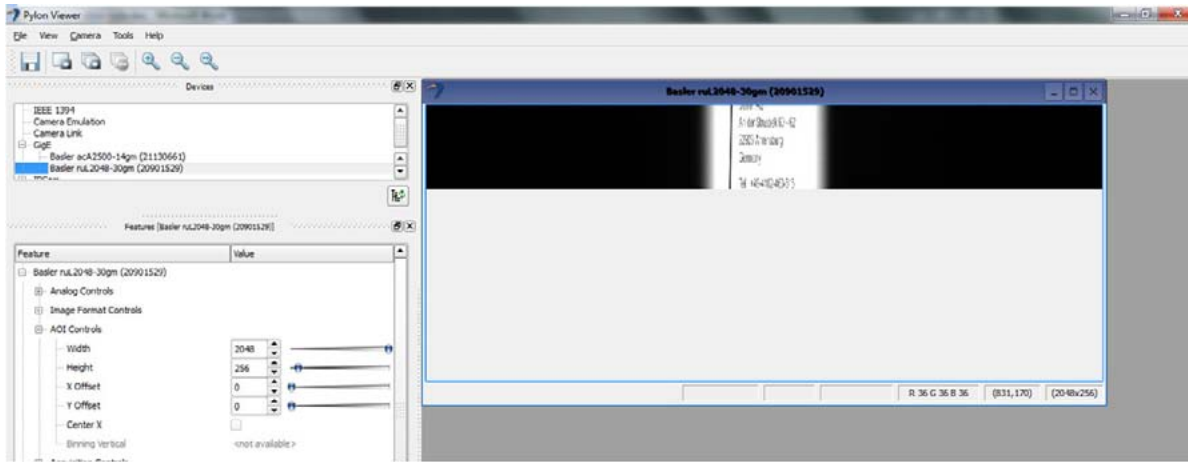 Pylon Viewer
File View Camera Tools Help
Devices
IEEE 1394
Camera Emulation
Camera Link
GigE
Basler acA2500-14gm (21130661)
Basler ruL2048-30gm (20901529)
Features [Basler ruL2048-30gm (20901529)]
Feature Value
Basler ruL2048-30gm (20901529)
Analog Controls
Image Format Controls
AOI Controls
Width 2048
Height 256
X Offset 0
Y Offset 0
Center X
Binning Vertical <not available>
Basler ruL2048-30gm (20901529)
An der
Germany
R 36 G 36 B 36 (831,170) (2048x256)